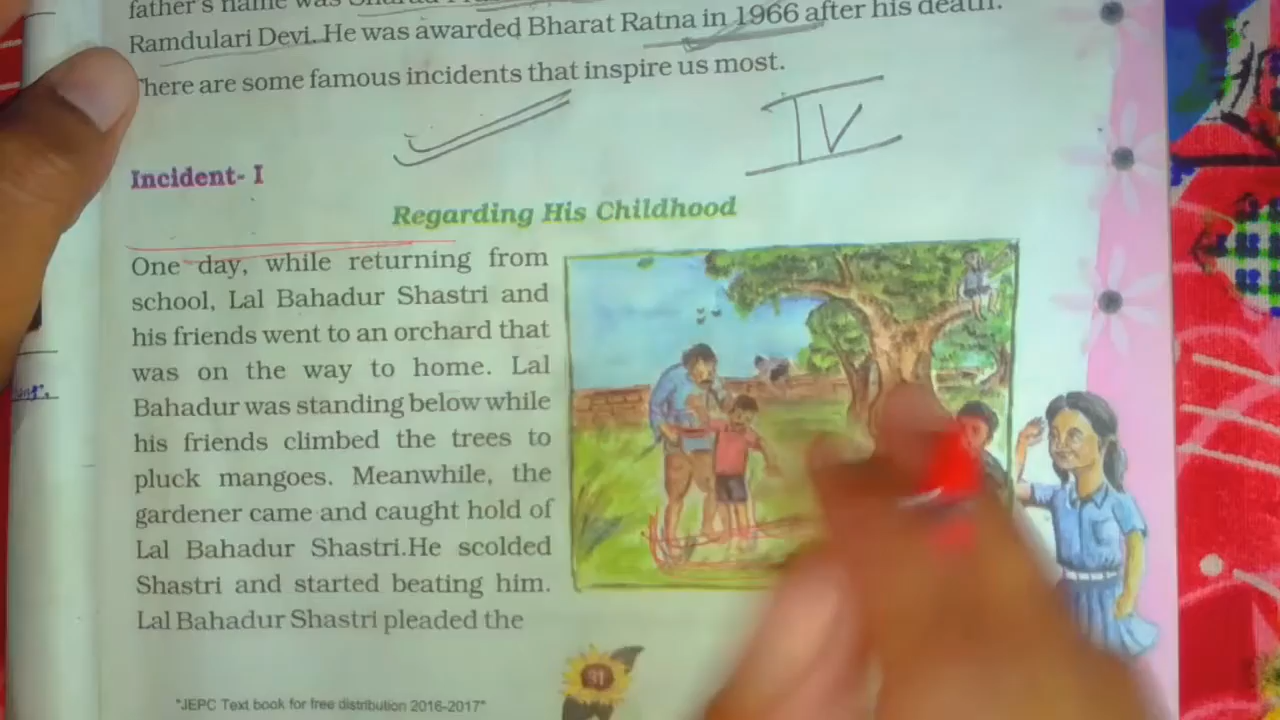 father's name was
Ramdulari Devi. He was awarded Bharat Ratna in 1966 after his death.
There are some famous incidents that inspire us most.
IV
Incident- I
Regarding His Childhood
One day, while returning from
school, Lal Bahadur Shastri and
his friends went to an orchard that
was on the way to home. Lal
Bahadur was standing below while
his friends climbed the trees to
pluck mangoes. Meanwhile, the
gardener came and caught hold of
Lal Bahadur Shastri.He scolded
Shastri and started beating him.
Lal Bahadur Shastri pleaded the
31
"JEPC Text book for free distribution 2016-2017"